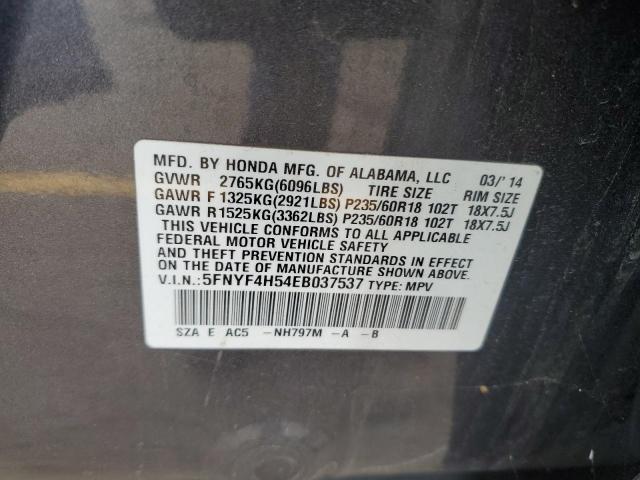 MFD. BY HONDA MFG. OF ALABAMA, LLC 03/'14
GVWR 2765KG(6096LBS) TIRE SIZE RIM SIZE
GAWR F 1325KG(2921LBS) P235/60R18 102T 18X7.5J
GAWR R 1525KG(3362LBS) P235/60R18 102T 18X7.5J
THIS VEHICLE CONFORMS TO ALL APPLICABLE
FEDERAL MOTOR VEHICLE SAFETY
AND THEFT PREVENTION STANDARDS IN EFFECT
ON THE DATE OF MANUFACTURE SHOWN ABOVE.
V.I.N.:5FNYF4H54EB037537 TYPE: MPV
SZA E AC5 -NH797M -A -B